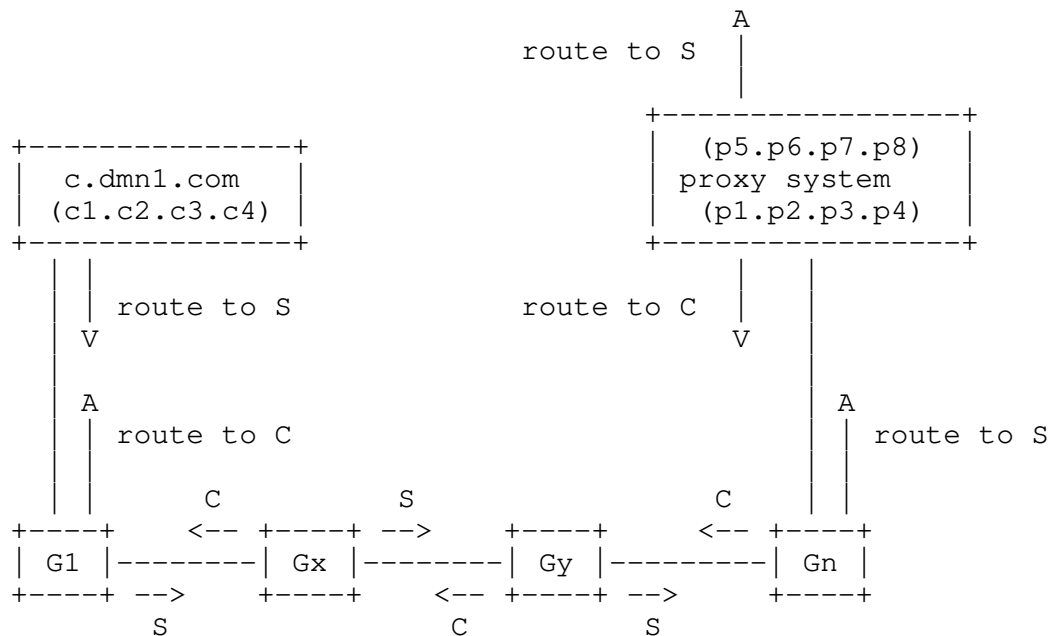 A
route to S
(p5.p6.p7.p8)
c.dmn1.com proxy system
(c1.c2.c3.c4) (p1.p2.p3.p4)
route to S route to C
V V
A A
route to C route to S
C S C
<-- --> <--
G1 Gx Gy Gn
--> <-- -->
S C S